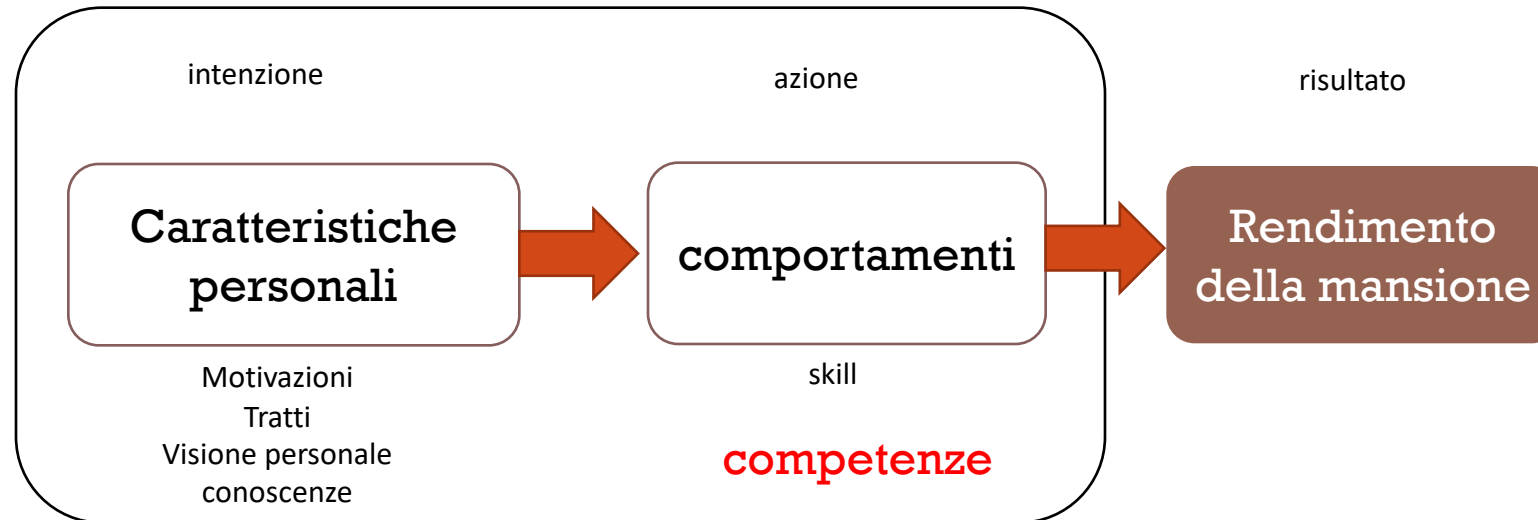 intenzione
azione
risultato
Caratteristiche
personali
comportamenti
Rendimento
della mansione
Motivazioni
Tratti
Visione personale
conoscenze
skill
competenze